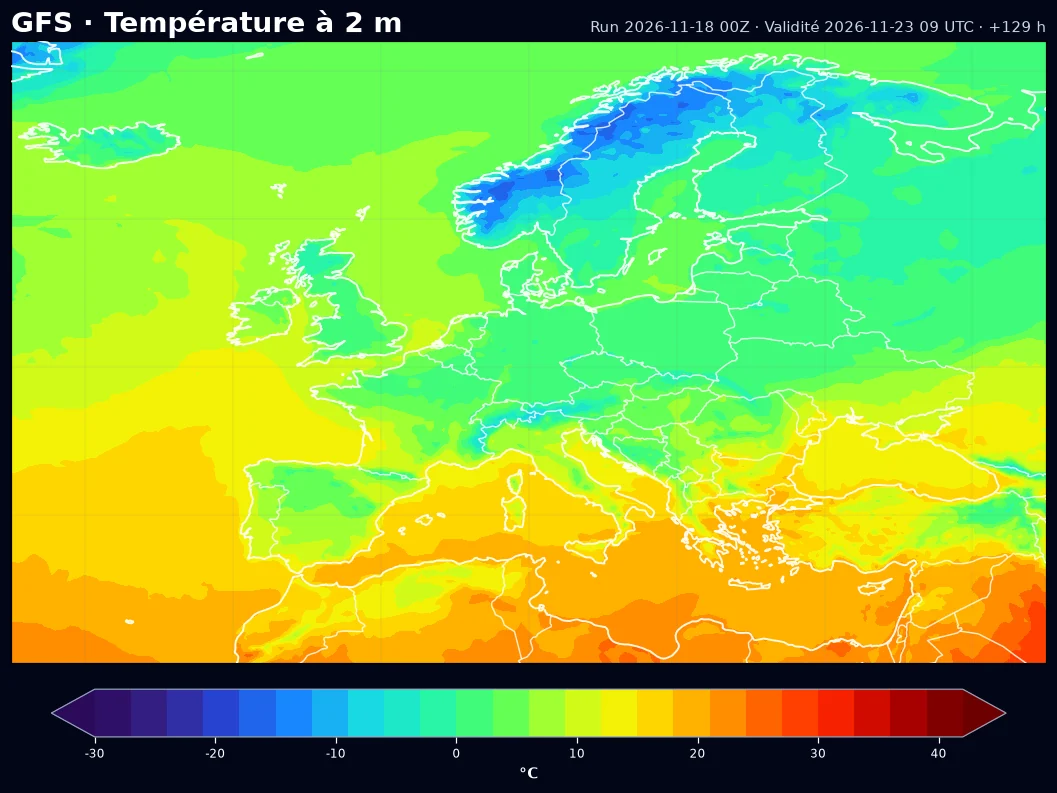 GFS · Température à 2 m
Run 2026-11-18 00Z · Validité 2026-11-23 09 UTC · +129 h
-30 -20 -10 0 10 20 30 40
°C